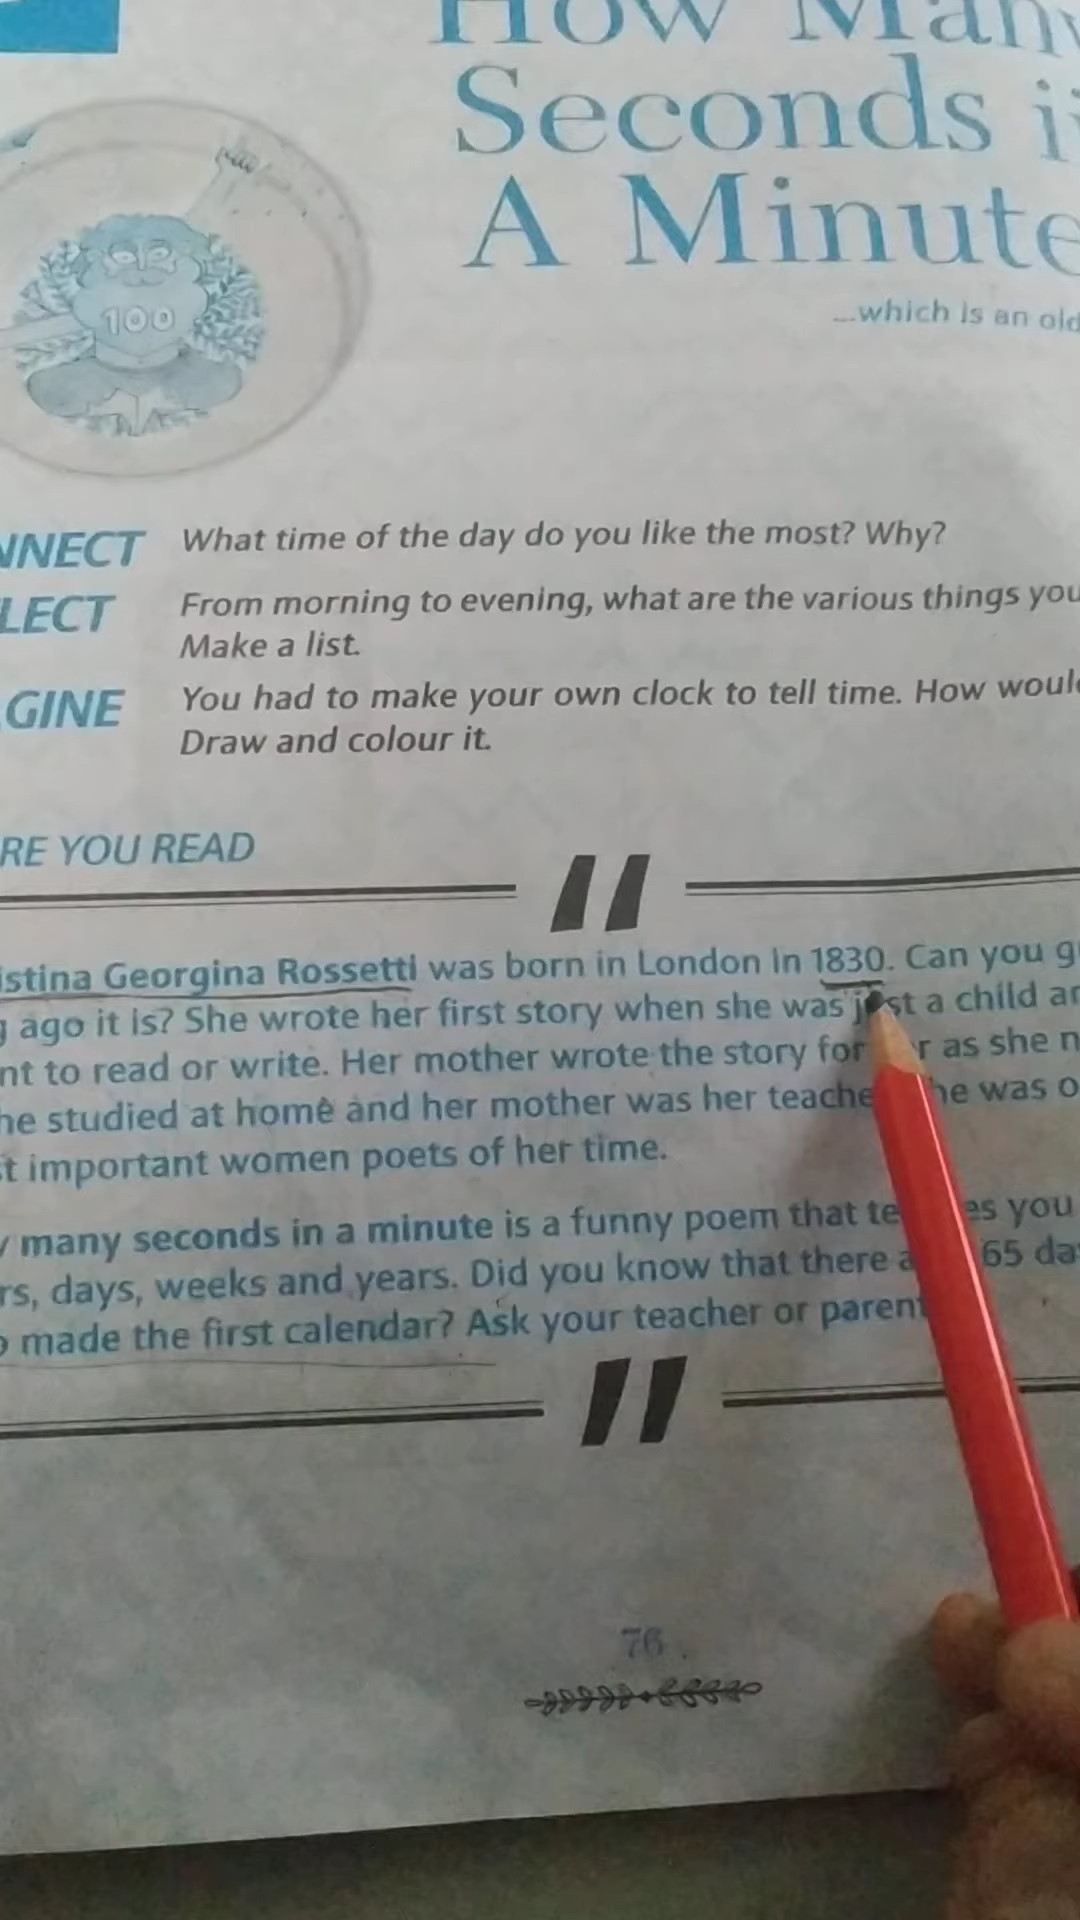 How Many
Seconds i
A Minute
...which is an old
100
NNECT What time of the day do you like the most? Why?
LECT From morning to evening, what are the various things you
Make a list.
GINE You had to make your own clock to tell time. How would
Draw and colour it.
RE YOU READ
"
istina Georgina Rossetti was born in London in 1830. Can you g
g ago it is? She wrote her first story when she was just a child an
nt to read or write. Her mother wrote the story for as she n
he studied at home and her mother was her teache he was o
t important women poets of her time.
many seconds in a minute is a funny poem that te es you
rs, days, weeks and years. Did you know that there a 65 da
made the first calendar? Ask your teacher or parent
"
76